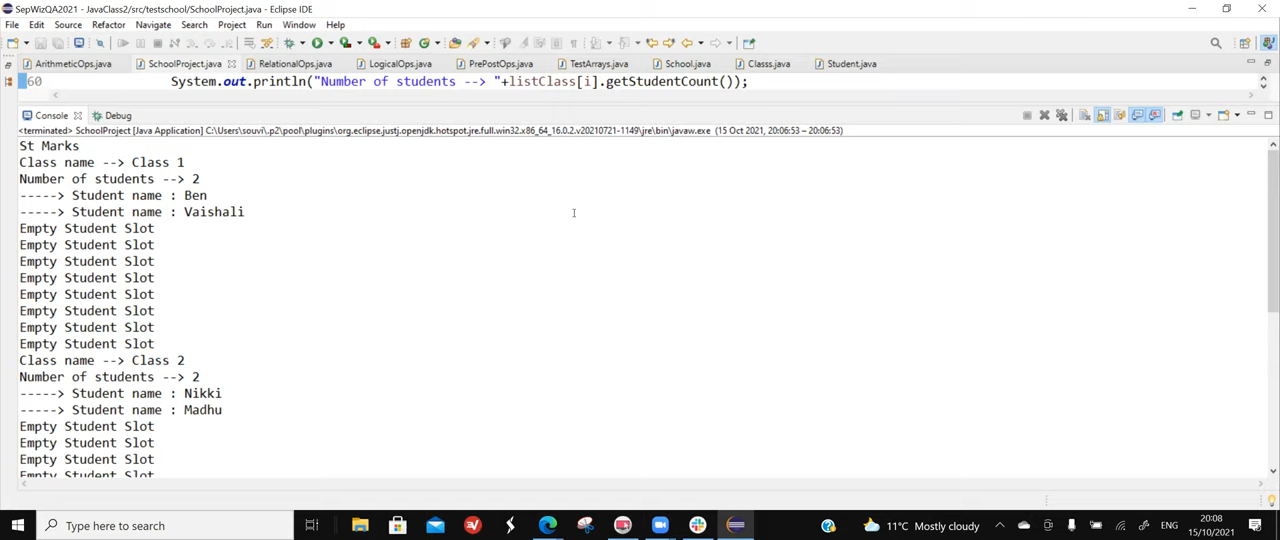 SepWizQA2021 - JavaClass2/src/testschool/SchoolProject.java - Eclipse IDE
File Edit Source Refactor Navigate Search Project Run Window Help
ArithmeticOps.java SchoolProject.java RelationalOps.java LogicalOps.java PrePostOps.java TestArrays.java School.java Classs.java Student.java
60 System.out.println("Number of students --> "+listClass[i].getStudentCount());
Console Debug
<terminated> SchoolProject [Java Application] C:\Users\souvi\.p2\pool\plugins\org.eclipse.justj.openjdk.hotspot.jre.full.win32.x86_64_16.0.2.v20210721-1149\jre\bin\javaw.exe (15 Oct 2021, 20:06:53 – 20:06:53)
St Marks
Class name --> Class 1
Number of students --> 2
-----> Student name : Ben
-----> Student name : Vaishali
Empty Student Slot
Empty Student Slot
Empty Student Slot
Empty Student Slot
Empty Student Slot
Empty Student Slot
Empty Student Slot
Empty Student Slot
Class name --> Class 2
Number of students --> 2
-----> Student name : Nikki
-----> Student name : Madhu
Empty Student Slot
Empty Student Slot
Empty Student Slot
Empty Student Slot
Type here to search
11°C Mostly cloudy
ENG
20:08
15/10/2021